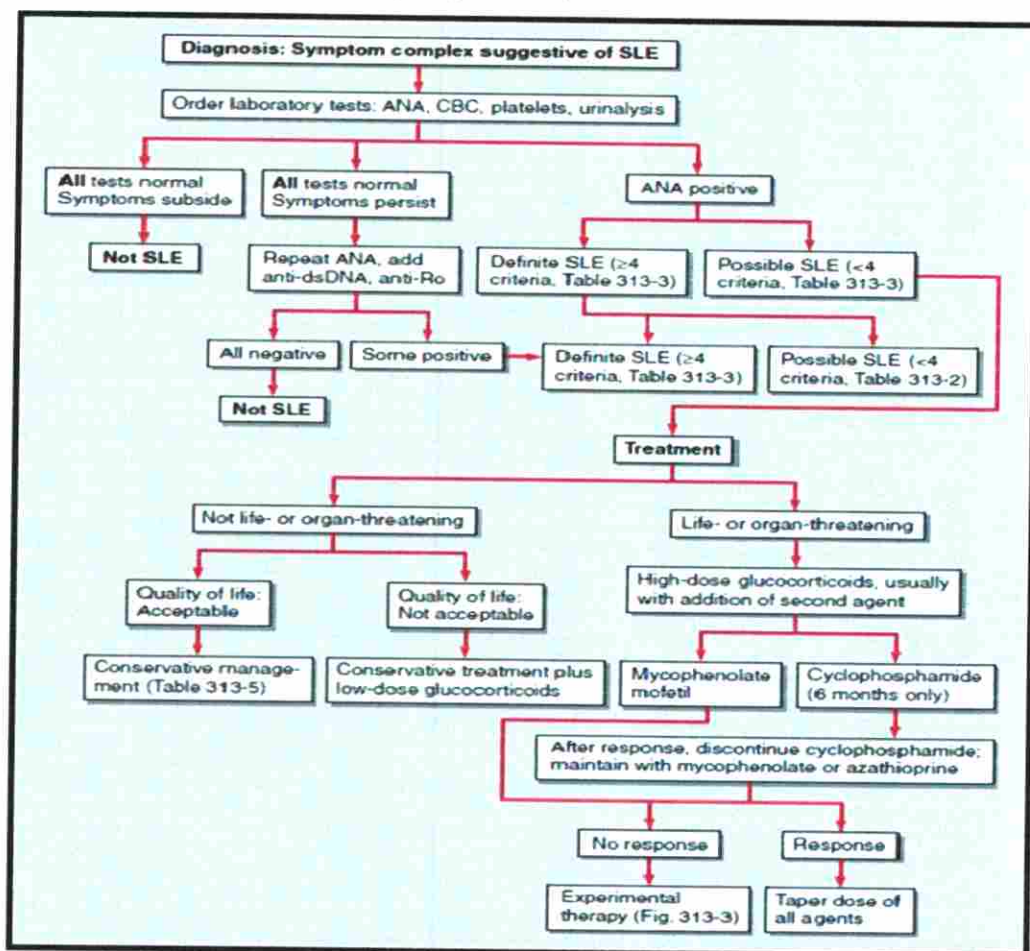 Diagnosis: Symptom complex suggestive of SLE
Order laboratory tests: ANA, CBC, platelets, urinalysis
All tests normal
Symptoms subside
All tests normal
Symptoms persist
ANA positive
Not SLE
Repeat ANA, add
anti-dsDNA, anti-Ro
Definite SLE (≥4
criteria, Table 313-3)
Possible SLE (<4
criteria, Table 313-3)
All negative
Some positive
Definite SLE (≥4
criteria, Table 313-3)
Possible SLE (<4
criteria, Table 313-2)
Not SLE
Treatment
Not life- or organ-threatening
Life- or organ-threatening
Quality of life:
Acceptable
Quality of life:
Not acceptable
High-dose glucocorticoids, usually
with addition of second agent
Conservative manage-
ment (Table 313-5)
Conservative treatment plus
low-dose glucocorticoids
Mycophenolate
mofetil
Cyclophosphamide
(6 months only)
After response, discontinue cyclophosphamide;
maintain with mycophenolate or azathioprine
No response
Response
Experimental
therapy (Fig. 313-3)
Taper dose of
all agents